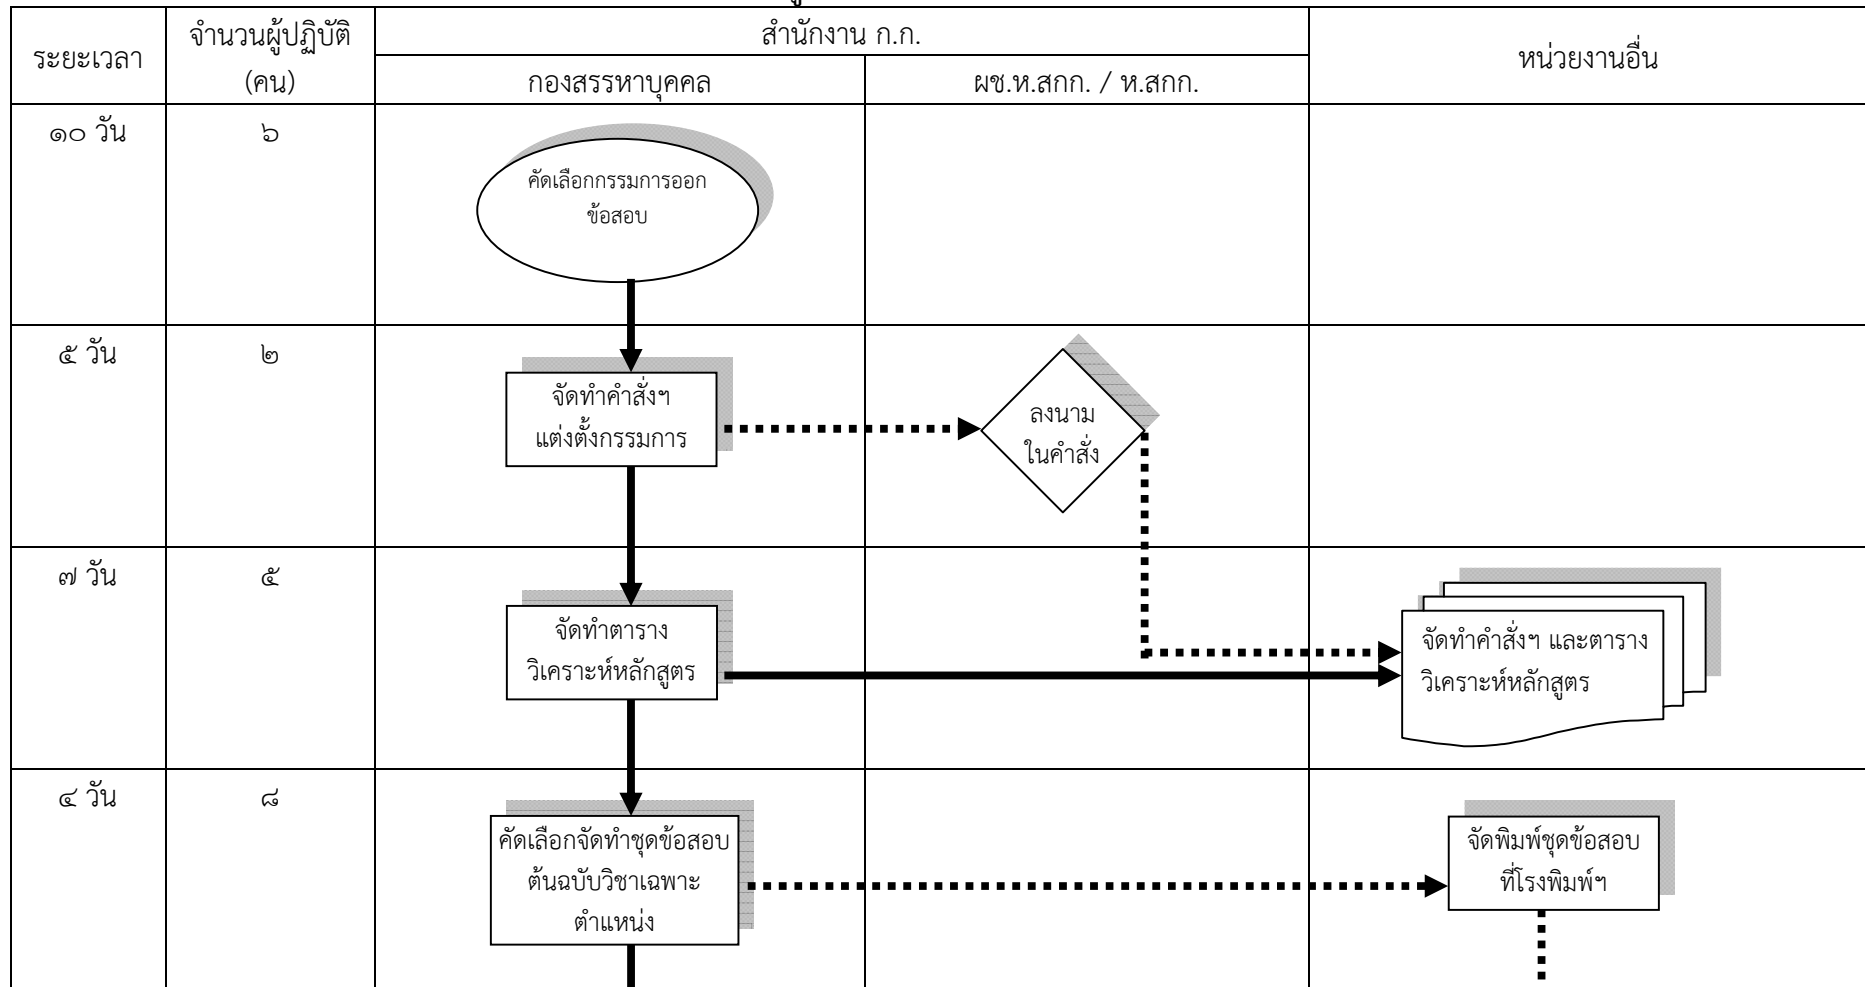 ระยะเวลา
จำนวนผู้ปฏิบัติ
(คน)
สำนักงาน ก.ก.
หน่วยงานอื่น
กองสรรหาบุคคล
ผช.ห.สกก. / ห.สกก.
๑๐ วัน
๖
คัดเลือกกรรมการออก
ข้อสอบ
๕ วัน
๒
จัดทำคำสั่งฯ
แต่งตั้งกรรมการ
ลงนาม
ในคำสั่ง
๗ วัน
๕
จัดทำตาราง
วิเคราะห์หลักสูตร
จัดทำคำสั่งฯ และตาราง
วิเคราะห์หลักสูตร
๔ วัน
๘
คัดเลือกจัดทำชุดข้อสอบ
ต้นฉบับวิชาเฉพาะ
ตำแหน่ง
จัดพิมพ์ชุดข้อสอบ
ที่โรงพิมพ์ฯ